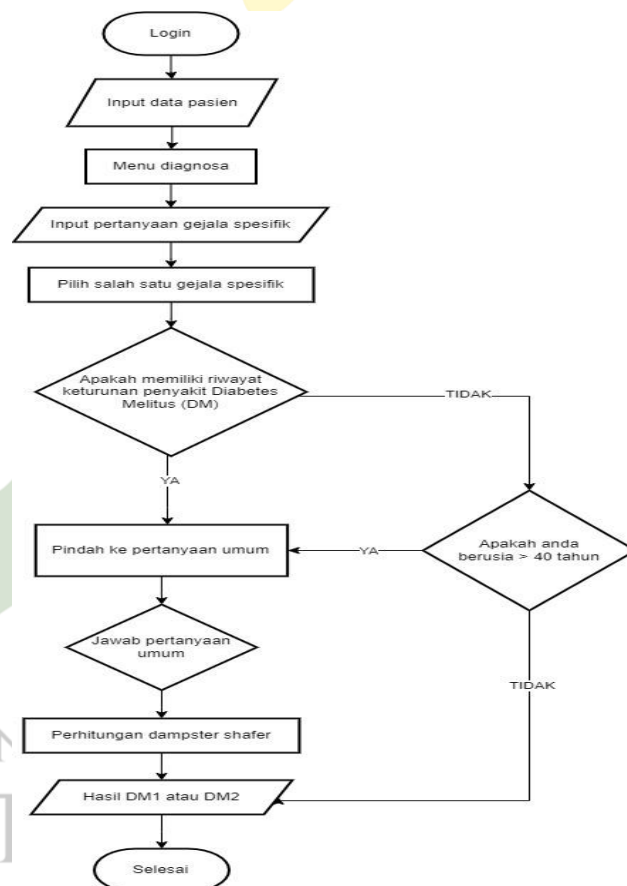 Login
Input data pasien
Menu diagnosa
Input pertanyaan gejala spesifik
Pilih salah satu gejala spesifik
Apakah memiliki riwayat
keturunan penyakit Diabetes
Melitus (DM)
TIDAK
YA
Pindah ke pertanyaan umum
YA
Apakah anda
berusia > 40 tahun
Jawab pertanyaan
umum
TIDAK
Perhitungan dampster shafer
Hasil DM1 atau DM2
Selesai